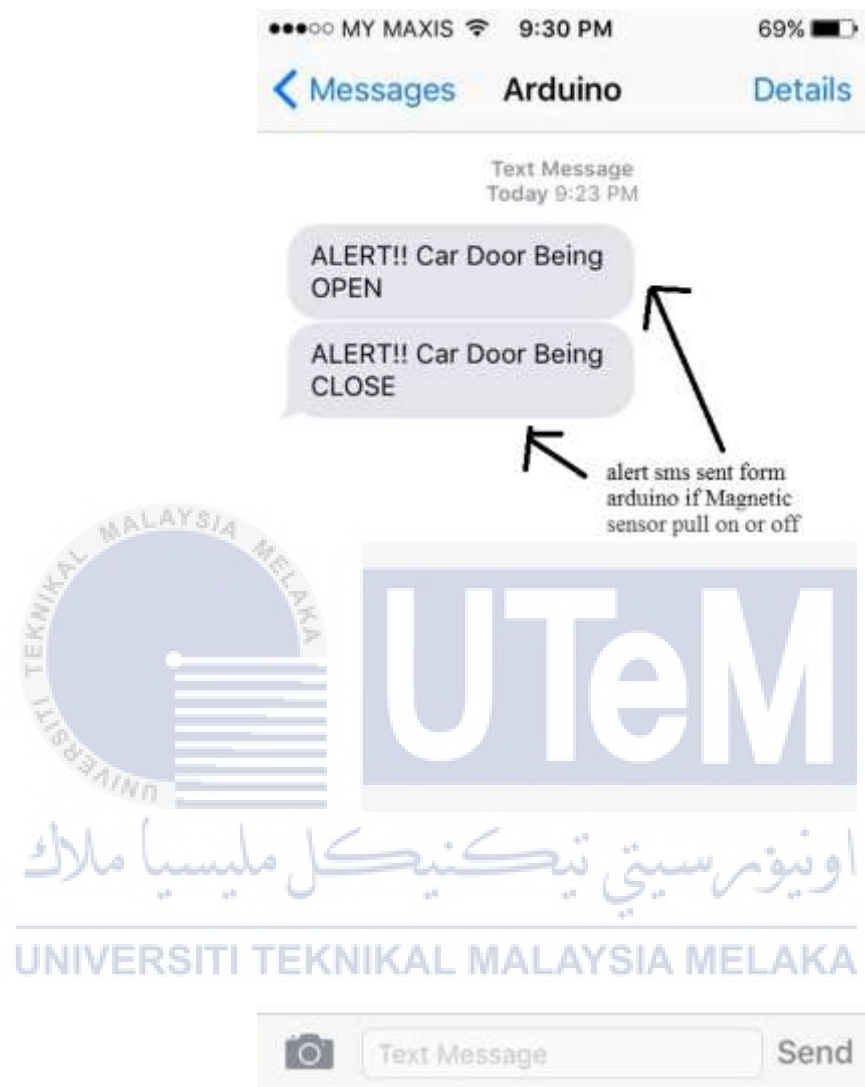 MY MAXIS 9:30 PM 69%
Messages Arduino Details
Text Message
Today 9:23 PM
ALERT!! Car Door Being
OPEN
ALERT!! Car Door Being
CLOSE
alert sms sent form
arduino if Magnetic
sensor pull on or off
UNIVERSITI TEKNIKAL MALAYSIA MELAKA
UTeM
اونيۏرسيتي تيكنيكل مليسيا ملاك
UNIVERSITI TEKNIKAL MALAYSIA MELAKA
Text Message Send